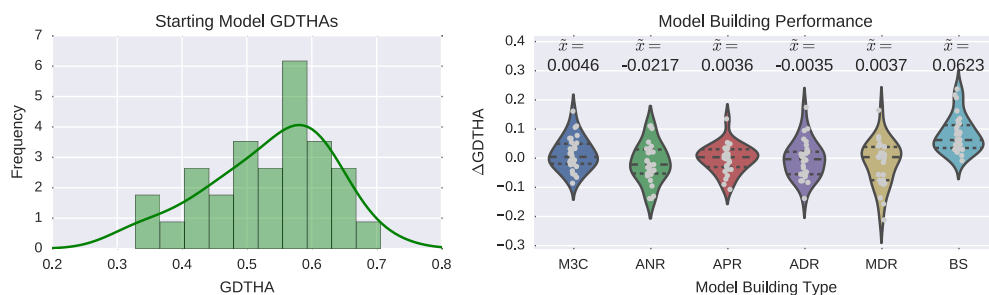 Starting Model GDTHAs
Frequency
7
6
5
4
3
2
1
0
0.2 0.3 0.4 0.5 0.6 0.7 0.8
GDTHA
Model Building Performance
ΔGDTHA
0.4
0.3
0.2
0.1
0.0
−0.1
−0.2
−0.3
x̃ = x̃ = x̃ = x̃ = x̃ = x̃ =
0.0046 -0.0217 0.0036 -0.0035 0.0037 0.0623
M3C ANR APR ADR MDR BS
Model Building Type